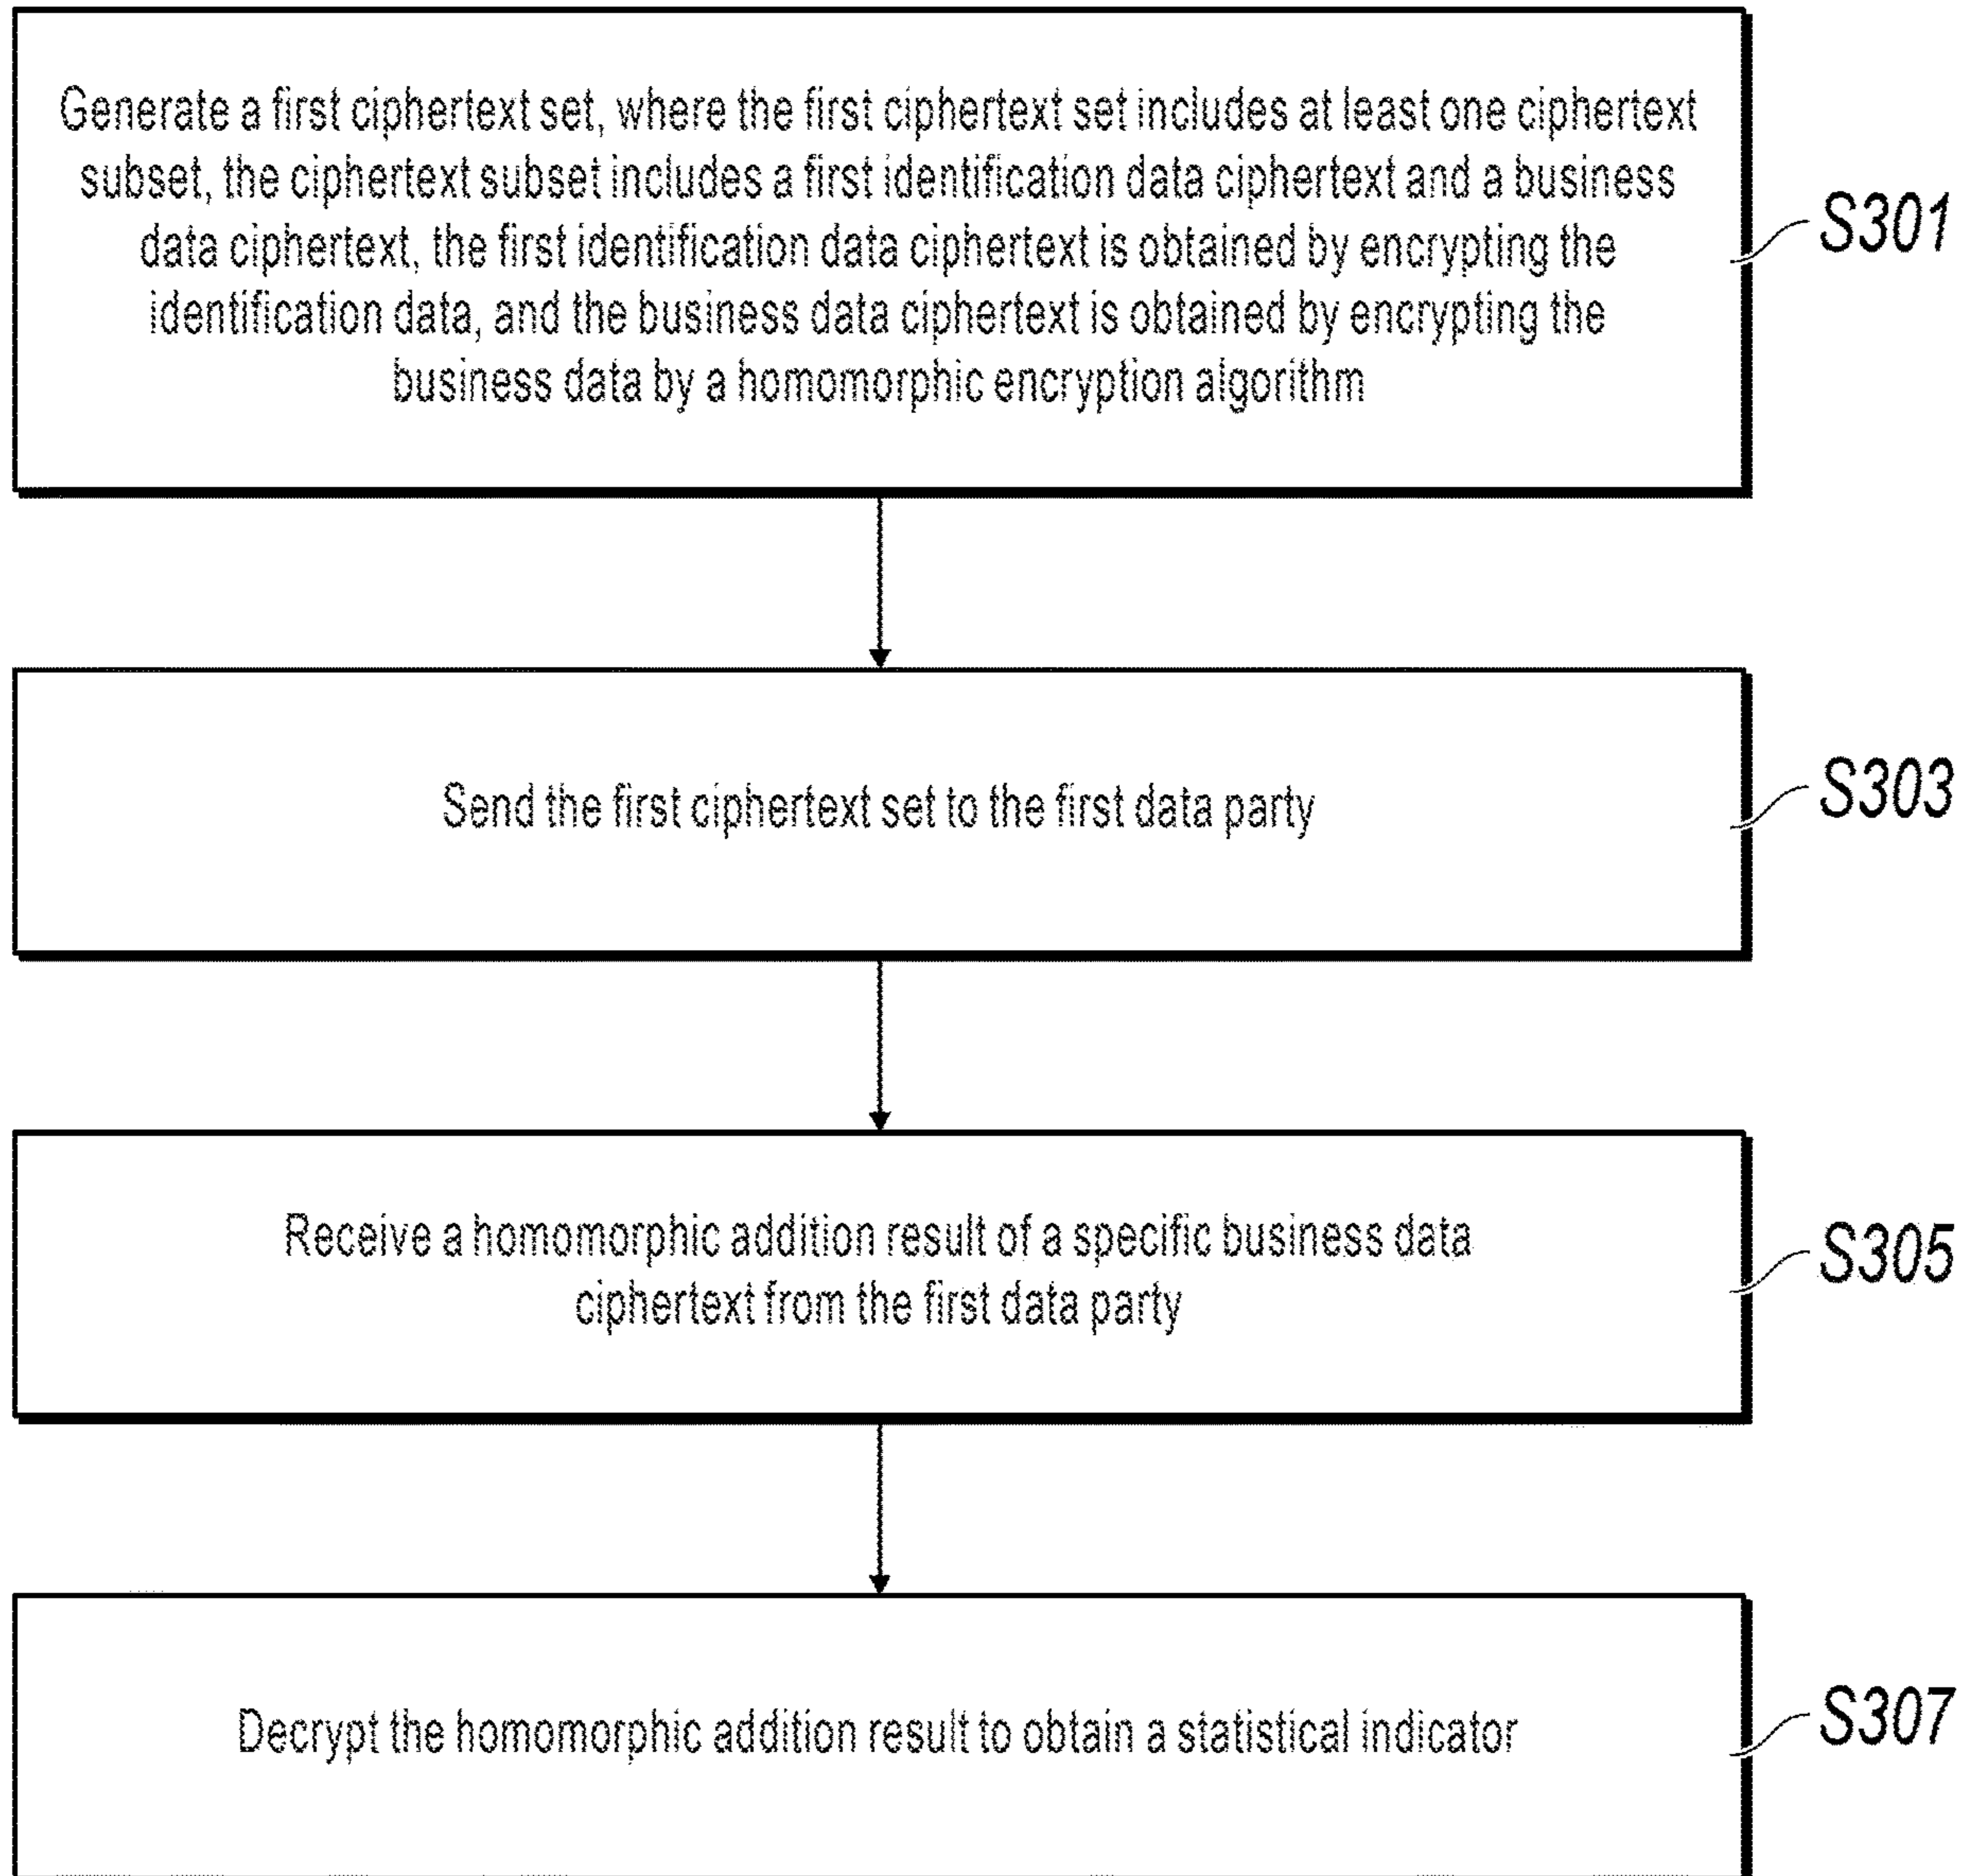 Generate a first ciphertext set, where the first ciphertext set includes at least one ciphertext
subset, the ciphertext subset includes a first identification data ciphertext and a business
data ciphertext, the first identification data ciphertext is obtained by encrypting the
identification data, and the business data ciphertext is obtained by encrypting the
business data by a homomorphic encryption algorithm
S301
Send the first ciphertext set to the first data party
S303
Receive a homomorphic addition result of a specific business data
ciphertext from the first data party
S305
Decrypt the homomorphic addition result to obtain a statistical indicator
S307